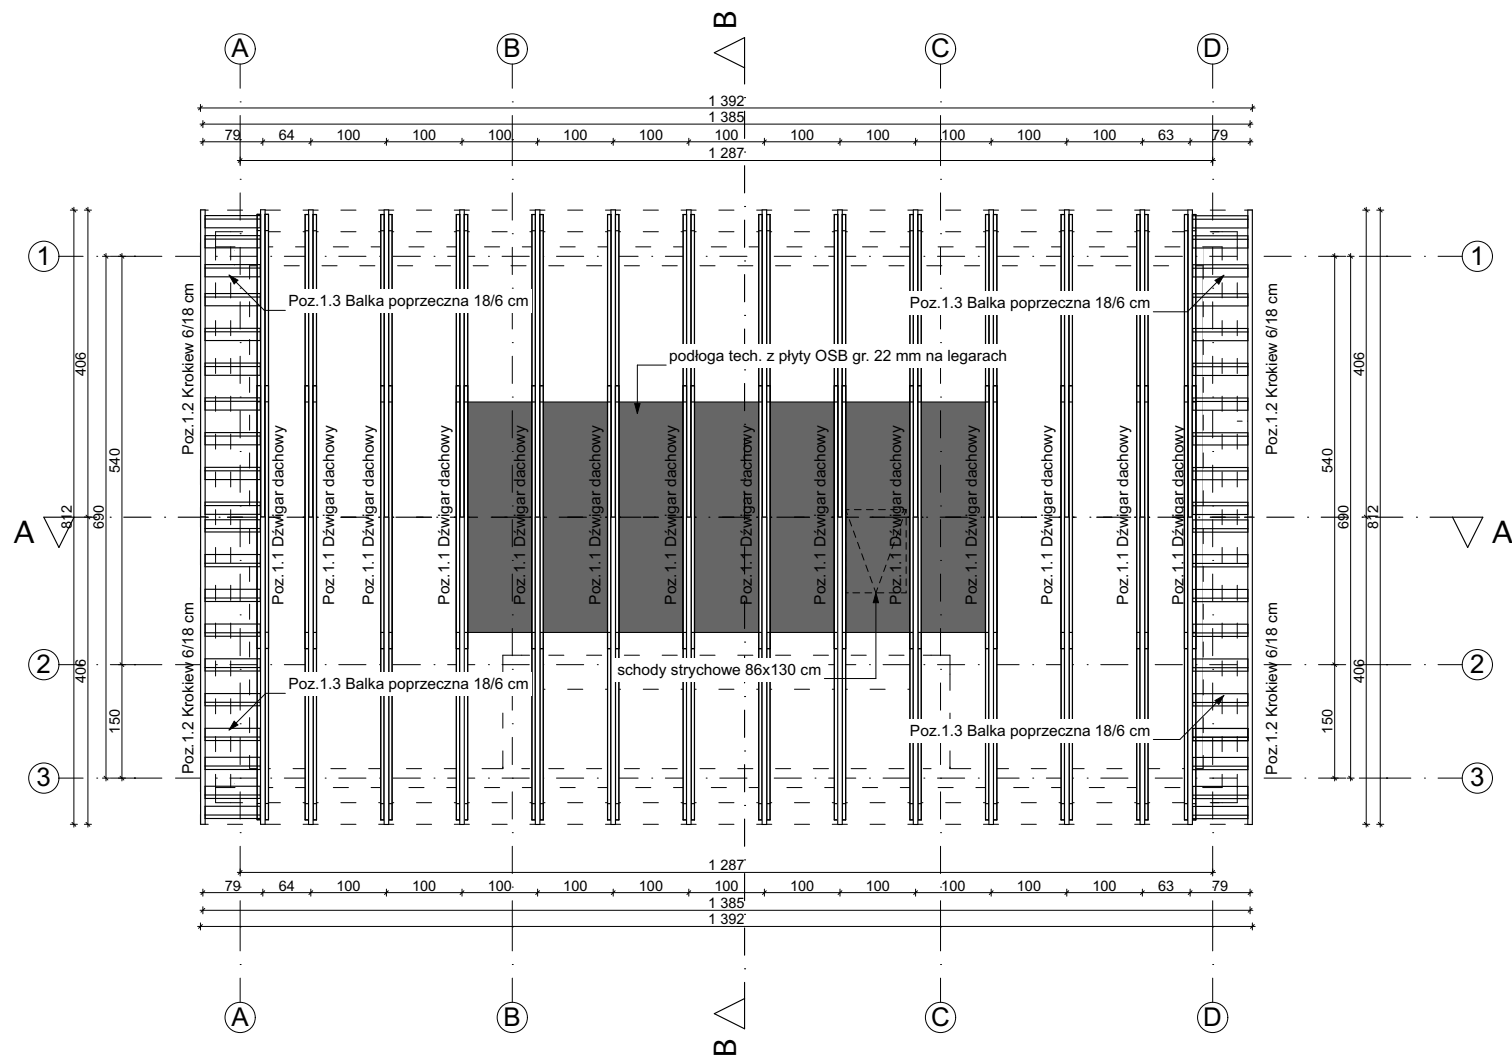 B
A
B
C
D
1 392
1 385
79
64
100
100
100
100
100
100
100
100
100
100
100
63
79
1 287
1
1
Poz.1.3 Balka poprzeczna 18/6 cm
Poz.1.3 Balka poprzeczna 18/6 cm
Poz.1.2 Krokiew 6/18 cm
Poz.1.2 Krokiew 6/18 cm
podłoga tech. z płyty OSB gr. 22 mm na legarach
406
406
540
540
Poz.1.1 Dźwigar dachowy
Poz.1.1 Dźwigar dachowy
Poz.1.1 Dźwigar dachowy
Poz.1.1 Dźwigar dachowy
Poz.1.1 Dźwigar dachowy
Poz.1.1 Dźwigar dachowy
Poz.1.1 Dźwigar dachowy
Poz.1.1 Dźwigar dachowy
Poz.1.1 Dźwigar dachowy
Poz.1.1 Dźwigar dachowy
Poz.1.1 Dźwigar dachowy
Poz.1.1 Dźwigar dachowy
Poz.1.1 Dźwigar dachowy
Poz.1.1 Dźwigar dachowy
A
812
690
690
812
A
2
2
406
406
schody strychowe 86x130 cm
Poz.1.3 Balka poprzeczna 18/6 cm
Poz.1.3 Balka poprzeczna 18/6 cm
Poz.1.2 Krokiew 6/18 cm
Poz.1.2 Krokiew 6/18 cm
150
150
3
3
1 287
79
64
100
100
100
100
100
100
100
100
100
100
100
63
79
1 385
1 392
A
B
C
D
B